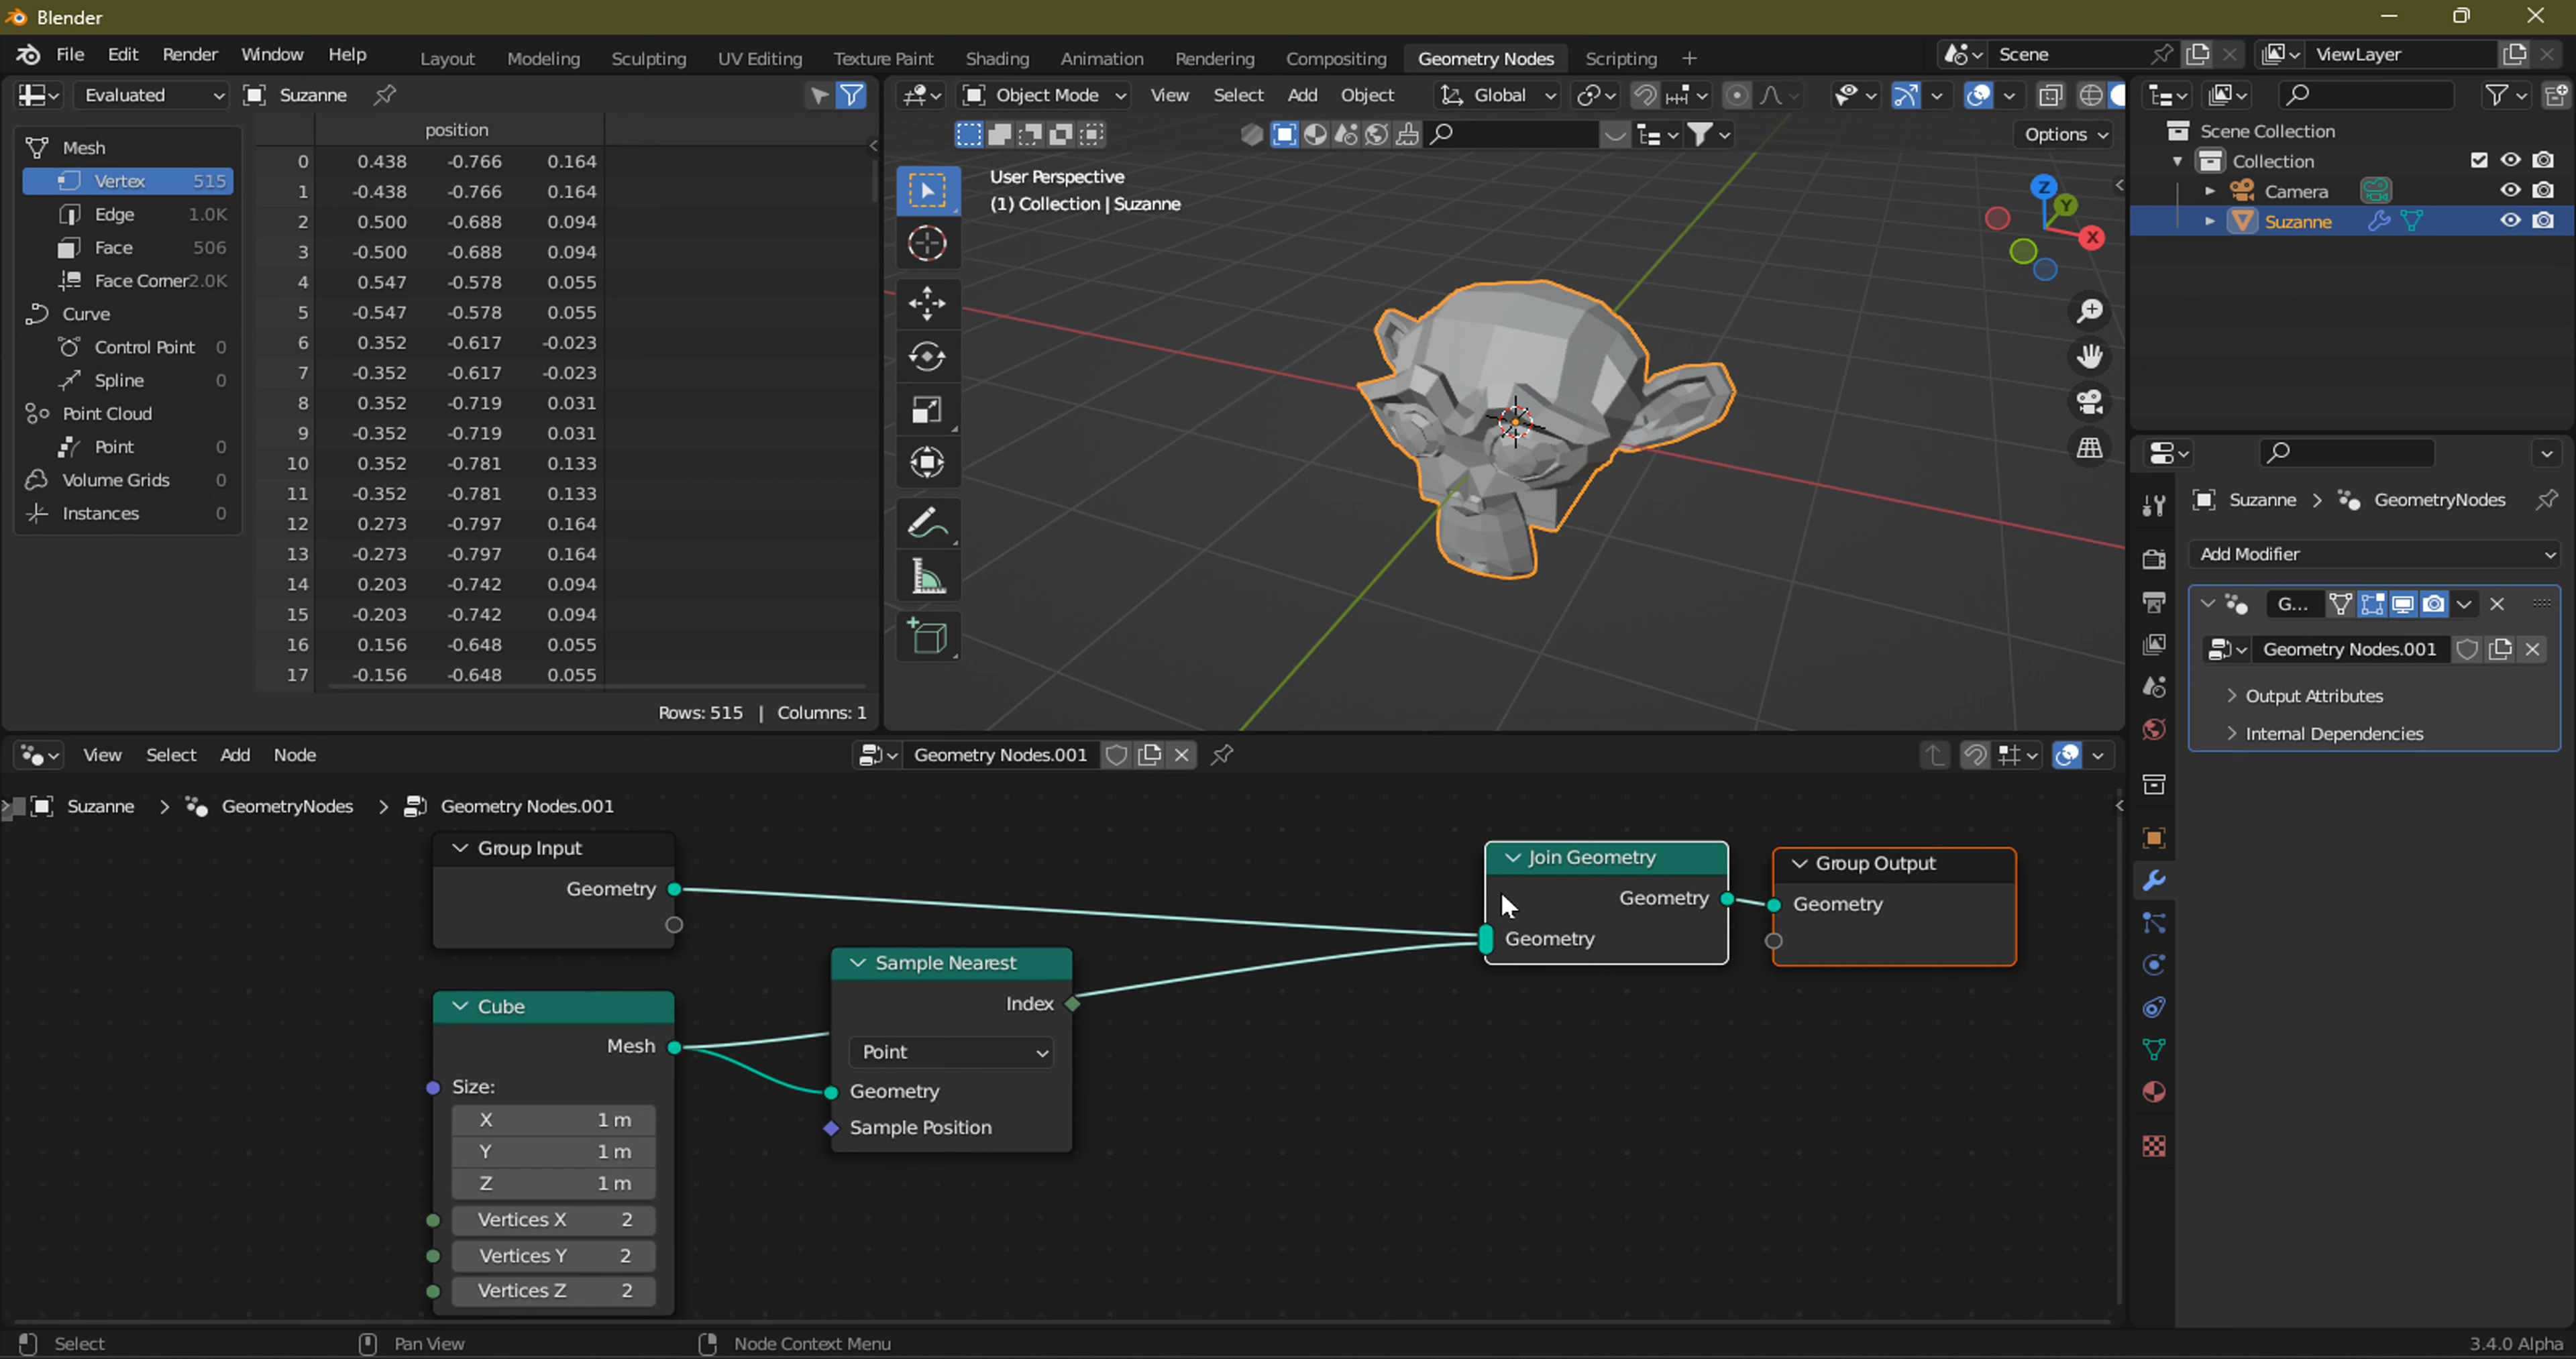 Blender
File Edit Render Window Help Layout Modeling Sculpting UV Editing Texture Paint Shading Animation Rendering Compositing Geometry Nodes Scripting + Scene ViewLayer
Evaluated Suzanne
position
Mesh
Vertex 515
Edge 1.0K
Face 506
Face Corner 2.0K
Curve
Control Point 0
Spline 0
Point Cloud
Point 0
Volume Grids 0
Instances 0
0 0.438 -0.766 0.164
1 -0.438 -0.766 0.164
2 0.500 -0.688 0.094
3 -0.500 -0.688 0.094
4 0.547 -0.578 0.055
5 -0.547 -0.578 0.055
6 0.352 -0.617 -0.023
7 -0.352 -0.617 -0.023
8 0.352 -0.719 0.031
9 -0.352 -0.719 0.031
10 0.352 -0.781 0.133
11 -0.352 -0.781 0.133
12 0.273 -0.797 0.164
13 -0.273 -0.797 0.164
14 0.203 -0.742 0.094
15 -0.203 -0.742 0.094
16 0.156 -0.648 0.055
17 -0.156 -0.648 0.055
Rows: 515 | Columns: 1
Object Mode View Select Add Object Global
Options
User Perspective
(1) Collection | Suzanne
Z
Y
X
Scene Collection
Collection
Camera
Suzanne
Suzanne > GeometryNodes
Add Modifier
G...
Geometry Nodes.001
> Output Attributes
> Internal Dependencies
View Select Add Node Geometry Nodes.001
Suzanne > GeometryNodes > Geometry Nodes.001
Group Input
Geometry
Cube
Mesh
Size:
X 1 m
Y 1 m
Z 1 m
Vertices X 2
Vertices Y 2
Vertices Z 2
Sample Nearest
Index
Point
Geometry
Sample Position
Join Geometry
Geometry
Geometry
Group Output
Geometry
Select Pan View Node Context Menu 3.4.0 Alpha